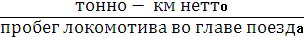 тонно − км нетто
пробег локомотива во главе поезда